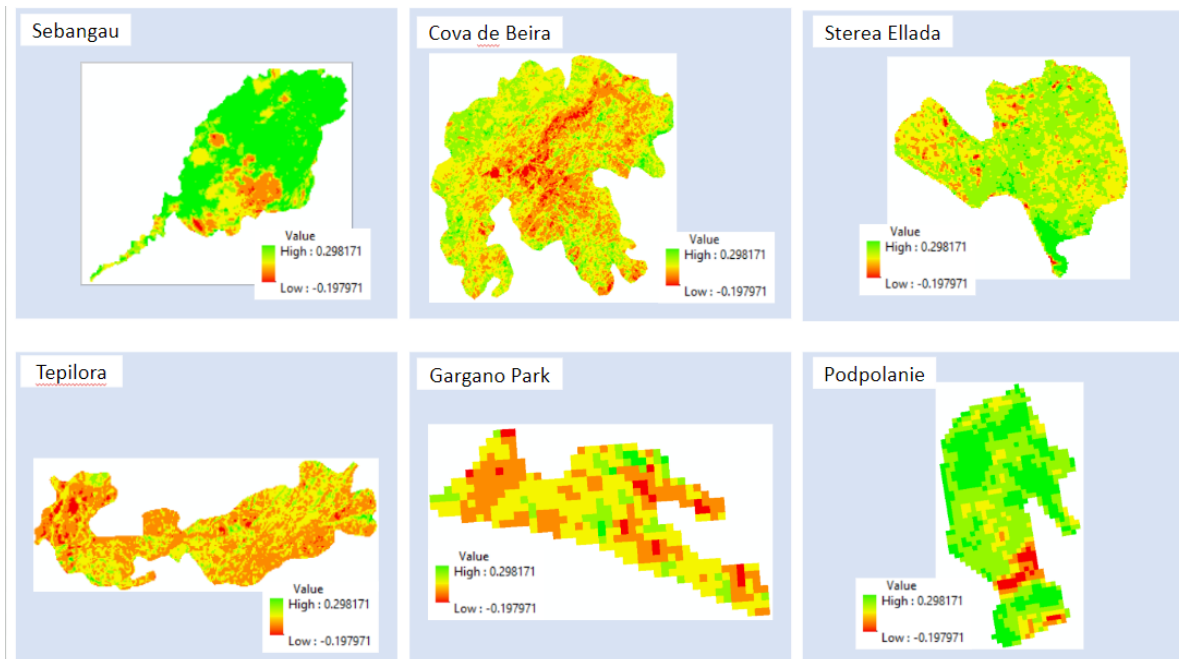 Sebangau
Value
High : 0.298171
Low : -0.197971
Cova de Beira
Value
High : 0.298171
Low : -0.197971
Sterea Ellada
Value
High : 0.298171
Low : -0.197971
Tepilora
Value
High : 0.298171
Low : -0.197971
Gargano Park
Value
High : 0.298171
Low : -0.197971
Podpolanie
Value
High : 0.298171
Low : -0.197971